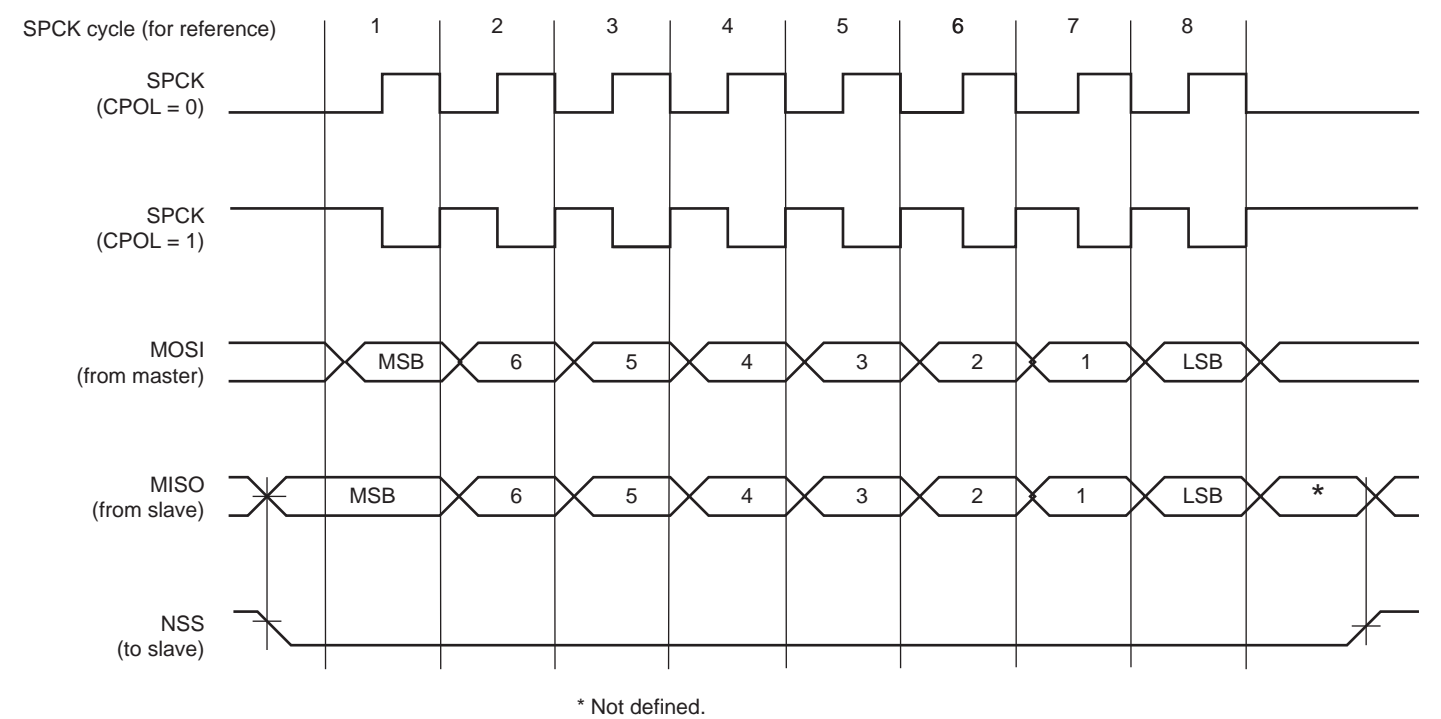 SPCK cycle (for reference) 1 2 3 4 5 6 7 8
SPCK
(CPOL = 0)
SPCK
(CPOL = 1)
MOSI
(from master)
MSB 6 5 4 3 2 1 LSB
MISO
(from slave)
MSB 6 5 4 3 2 1 LSB *
NSS
(to slave)
* Not defined.